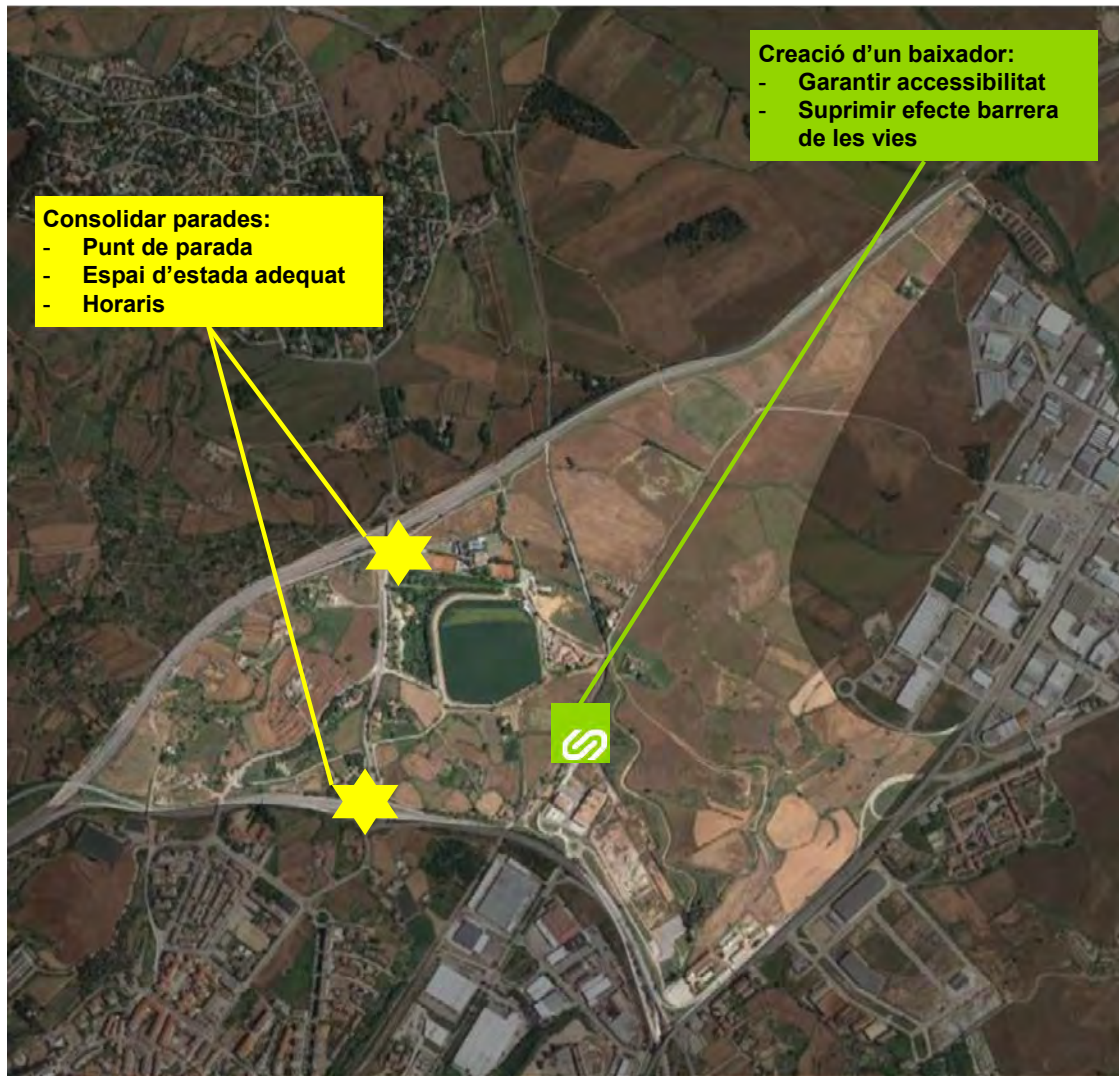 Creació d'un baixador:
- Garantir accessibilitat
- Suprimir efecte barrera
de les vies
Consolidar parades:
- Punt de parada
- Espai d'estada adequat
- Horaris